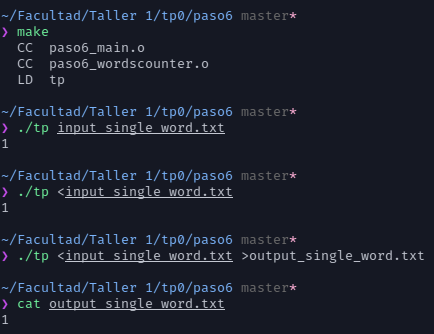 ~/Facultad/Taller 1/tp0/paso6 master*
❯ make
CC paso6_main.o
CC paso6_wordscounter.o
LD tp
~/Facultad/Taller 1/tp0/paso6 master*
❯ ./tp input_single_word.txt
1
~/Facultad/Taller 1/tp0/paso6 master*
❯ ./tp <input_single_word.txt
1
~/Facultad/Taller 1/tp0/paso6 master*
❯ ./tp <input_single_word.txt >output_single_word.txt
~/Facultad/Taller 1/tp0/paso6 master*
❯ cat output_single_word.txt
1